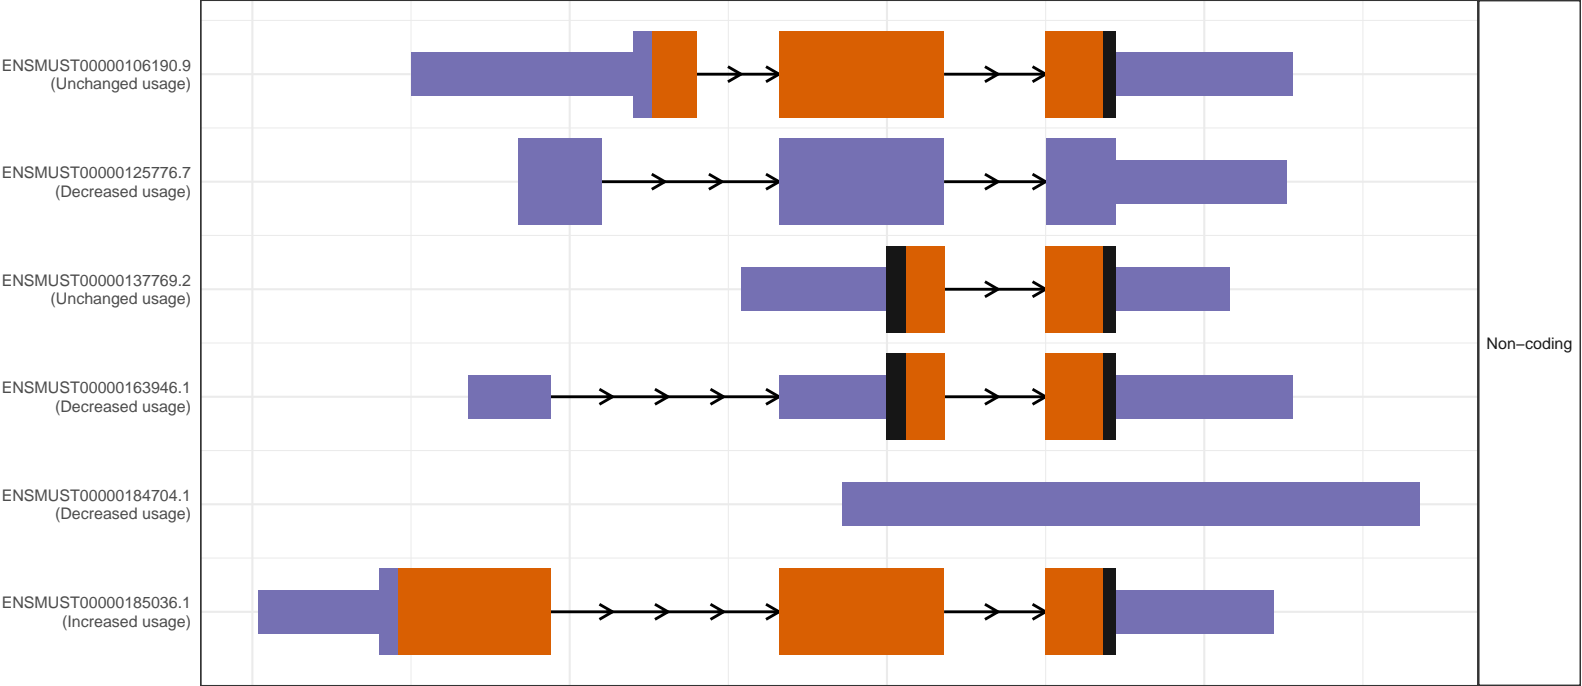 ENSMUST00000106190.9
(Unchanged usage)
ENSMUST00000125776.7
(Decreased usage)
ENSMUST00000137769.2
(Unchanged usage)
Non−coding
ENSMUST00000163946.1
(Decreased usage)
ENSMUST00000184704.1
(Decreased usage)
ENSMUST00000185036.1
(Increased usage)